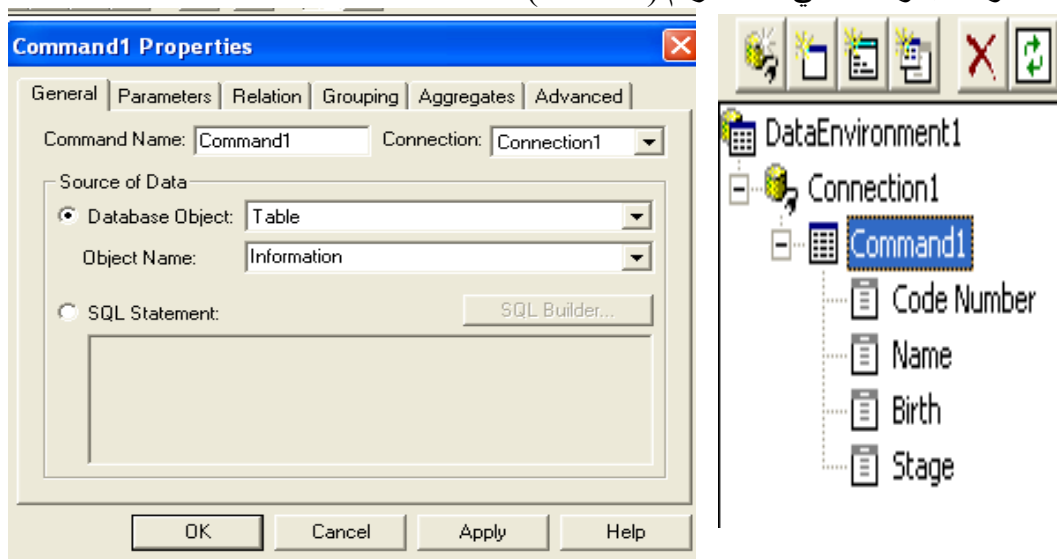 Command1 Properties
General Parameters Relation Grouping Aggregates Advanced
Command Name: Command1 Connection: Connection1
Source of Data
Database Object: Table
Object Name: Information
SQL Statement: SQL Builder...
OK Cancel Apply Help
DataEnvironment1
Connection1
Command1
Code Number
Name
Birth
Stage